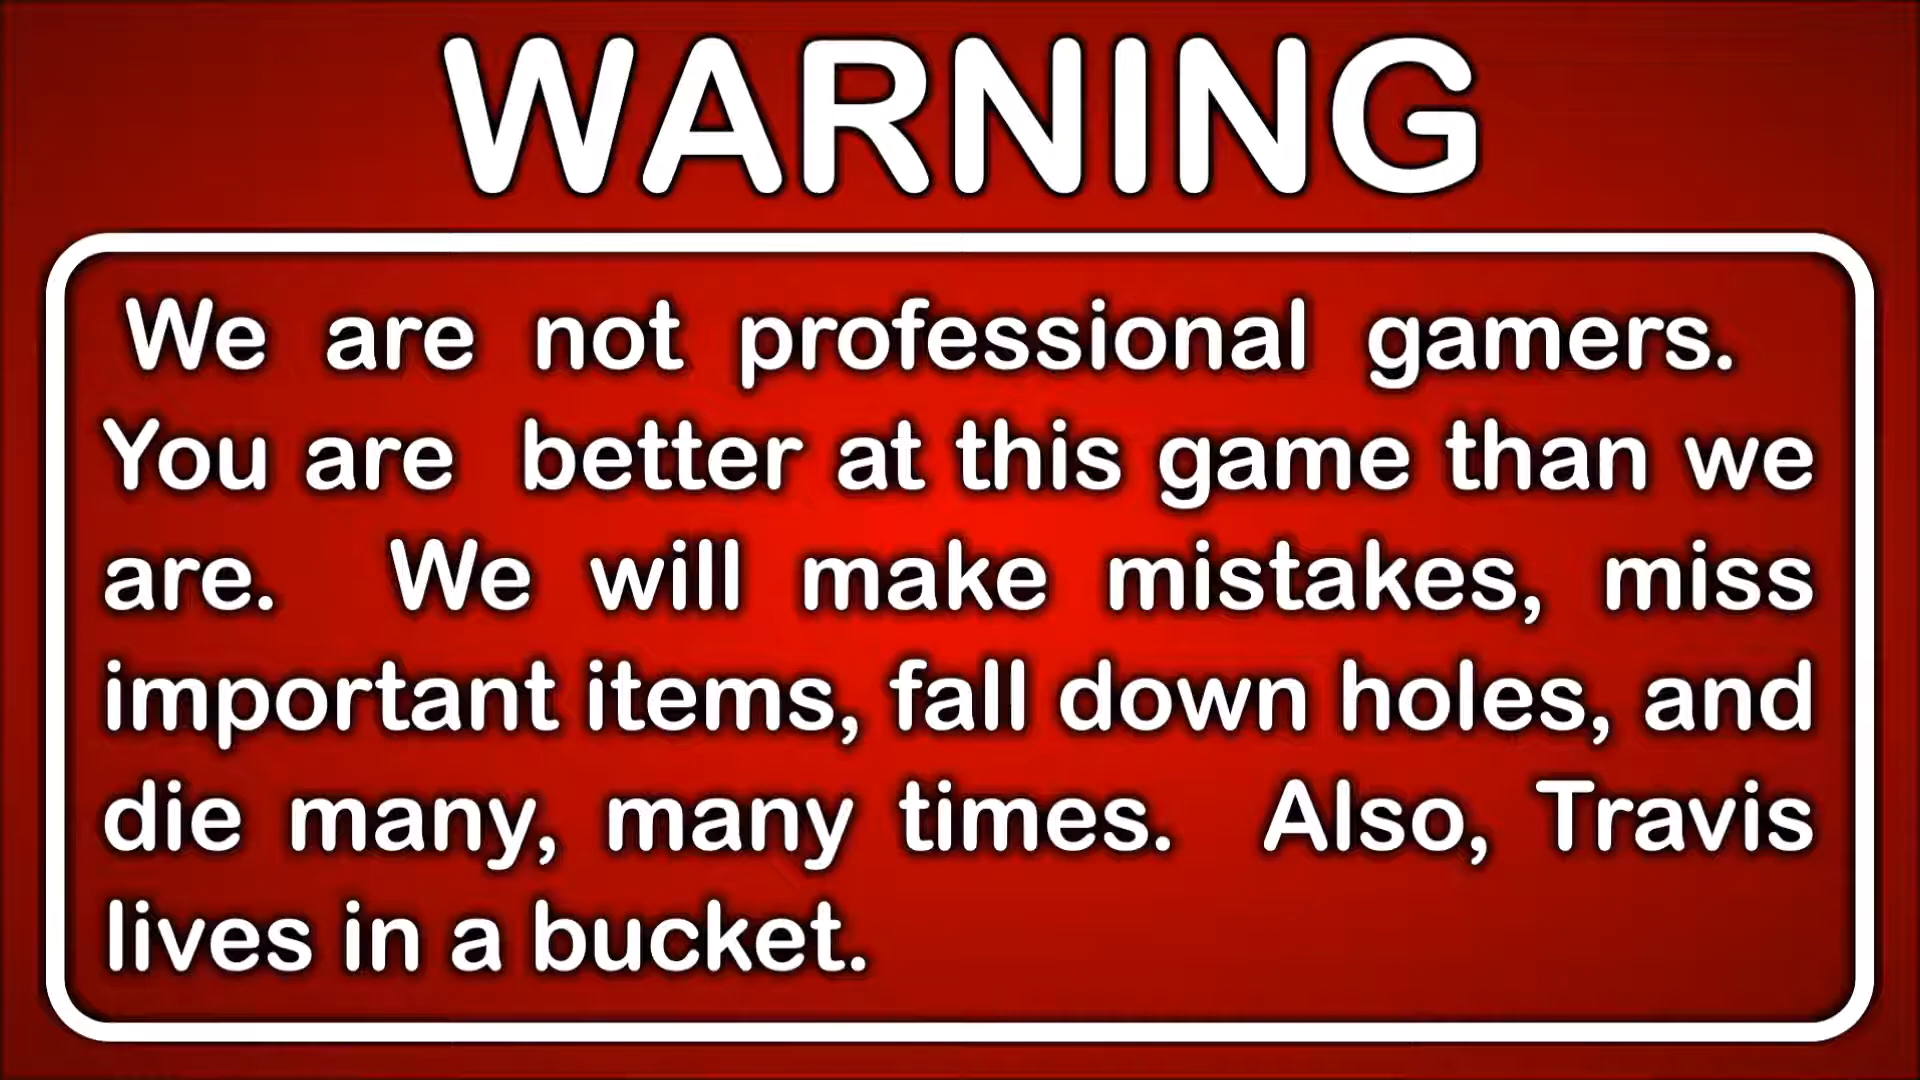 WARNING
We are not professional gamers.
You are better at this game than we
are. We will make mistakes, miss
important items, fall down holes, and
die many, many times. Also, Travis
lives in a bucket.